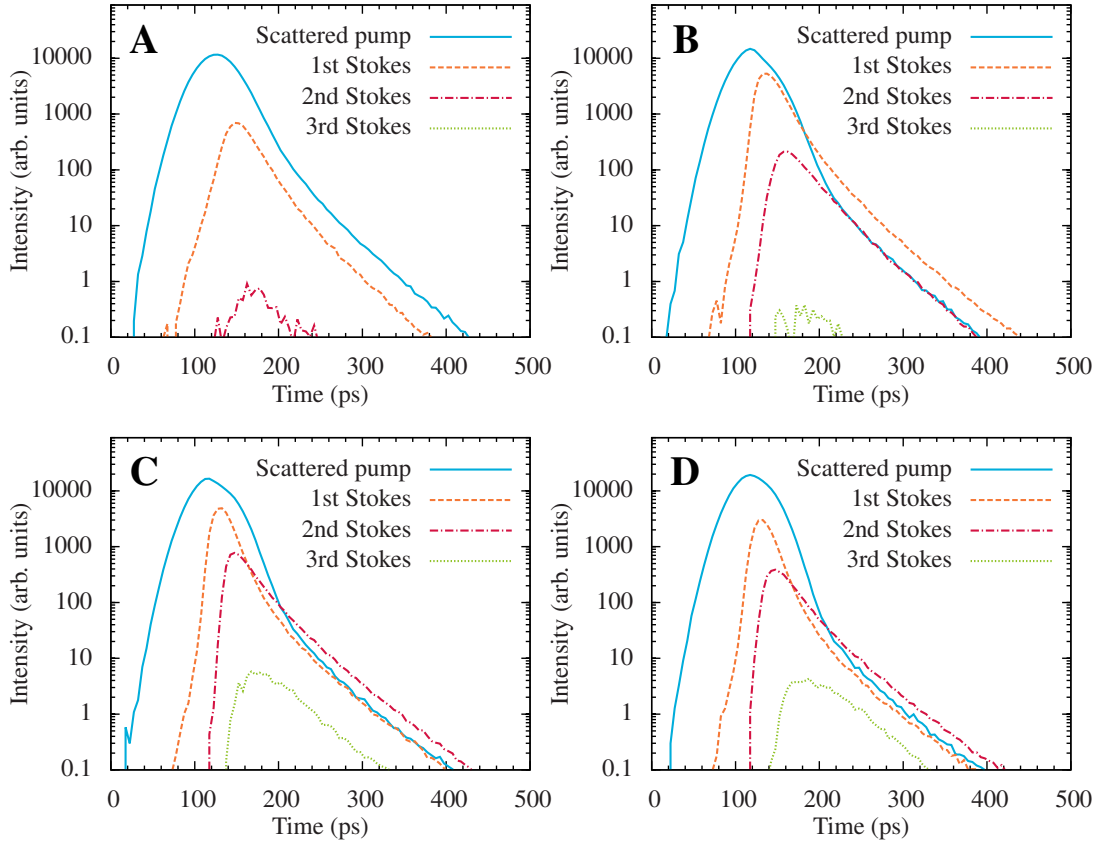 A
Scattered pump
1st Stokes
2nd Stokes
3rd Stokes
Intensity (arb. units)
10000
1000
100
10
1
0.1
0 100 200 300 400 500
Time (ps)
B
Scattered pump
1st Stokes
2nd Stokes
3rd Stokes
Intensity (arb. units)
10000
1000
100
10
1
0.1
0 100 200 300 400 500
Time (ps)
C
Scattered pump
1st Stokes
2nd Stokes
3rd Stokes
Intensity (arb. units)
10000
1000
100
10
1
0.1
0 100 200 300 400 500
Time (ps)
D
Scattered pump
1st Stokes
2nd Stokes
3rd Stokes
Intensity (arb. units)
10000
1000
100
10
1
0.1
0 100 200 300 400 500
Time (ps)